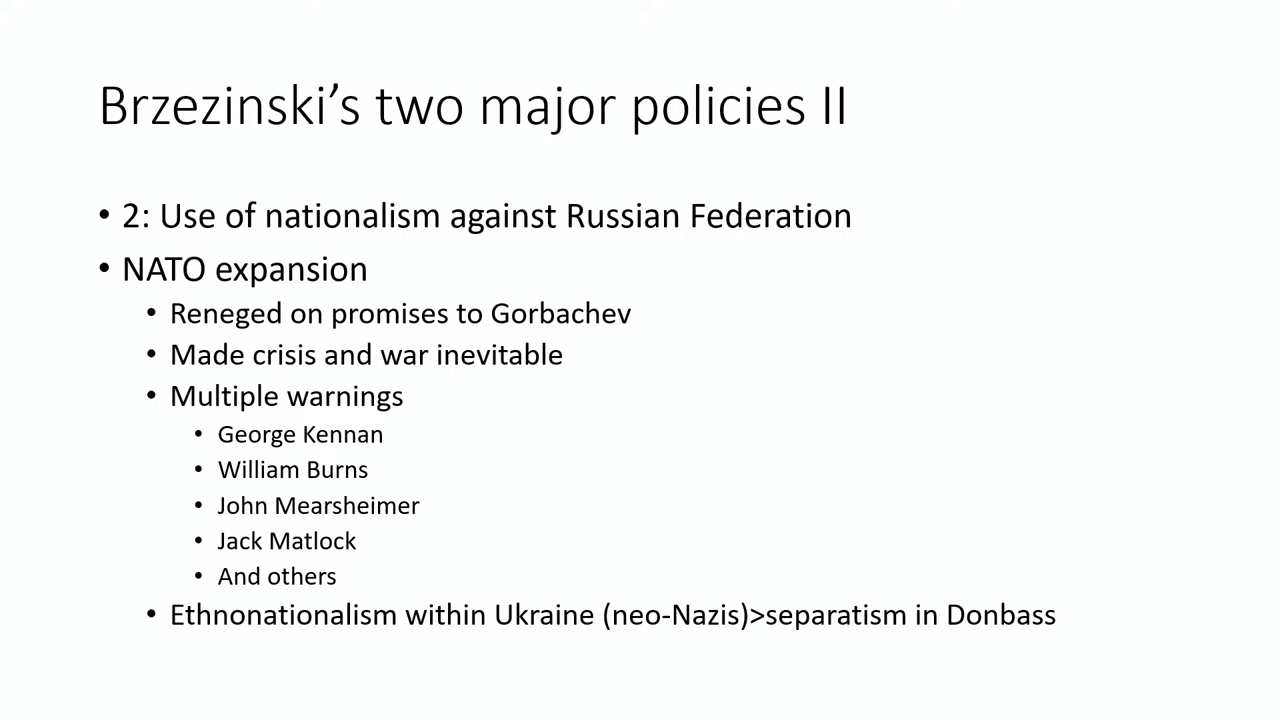 Brzezinski's two major policies II
• 2: Use of nationalism against Russian Federation
• NATO expansion
• Reneged on promises to Gorbachev
• Made crisis and war inevitable
• Multiple warnings
• George Kennan
• William Burns
• John Mearsheimer
• Jack Matlock
• And others
• Ethnonationalism within Ukraine (neo-Nazis)>separatism in Donbass